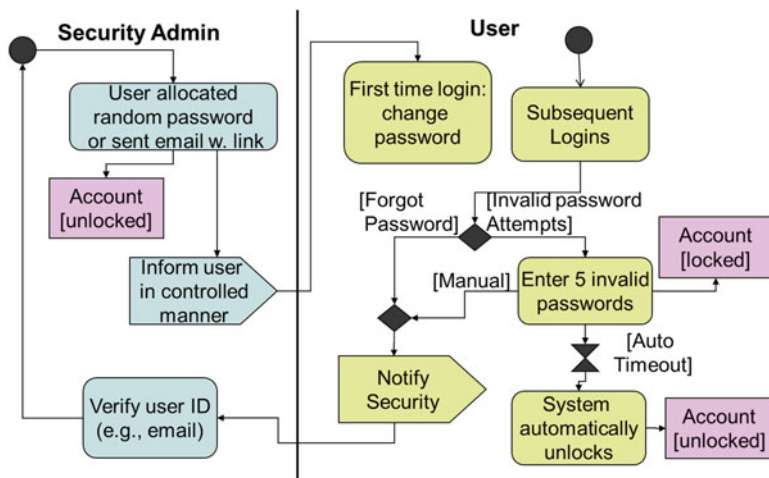 Security Admin
User
User allocated
random password
or sent email w. link
Account
[unlocked]
Inform user
in controlled
manner
Verify user ID
(e.g., email)
First time login:
change
password
Subsequent
Logins
[Forgot
Password]
[Invalid password
Attempts]
Enter 5 invalid
passwords
Account
[locked]
[Manual]
[Auto
Timeout]
Notify
Security
System
automatically
unlocks
Account
[unlocked]